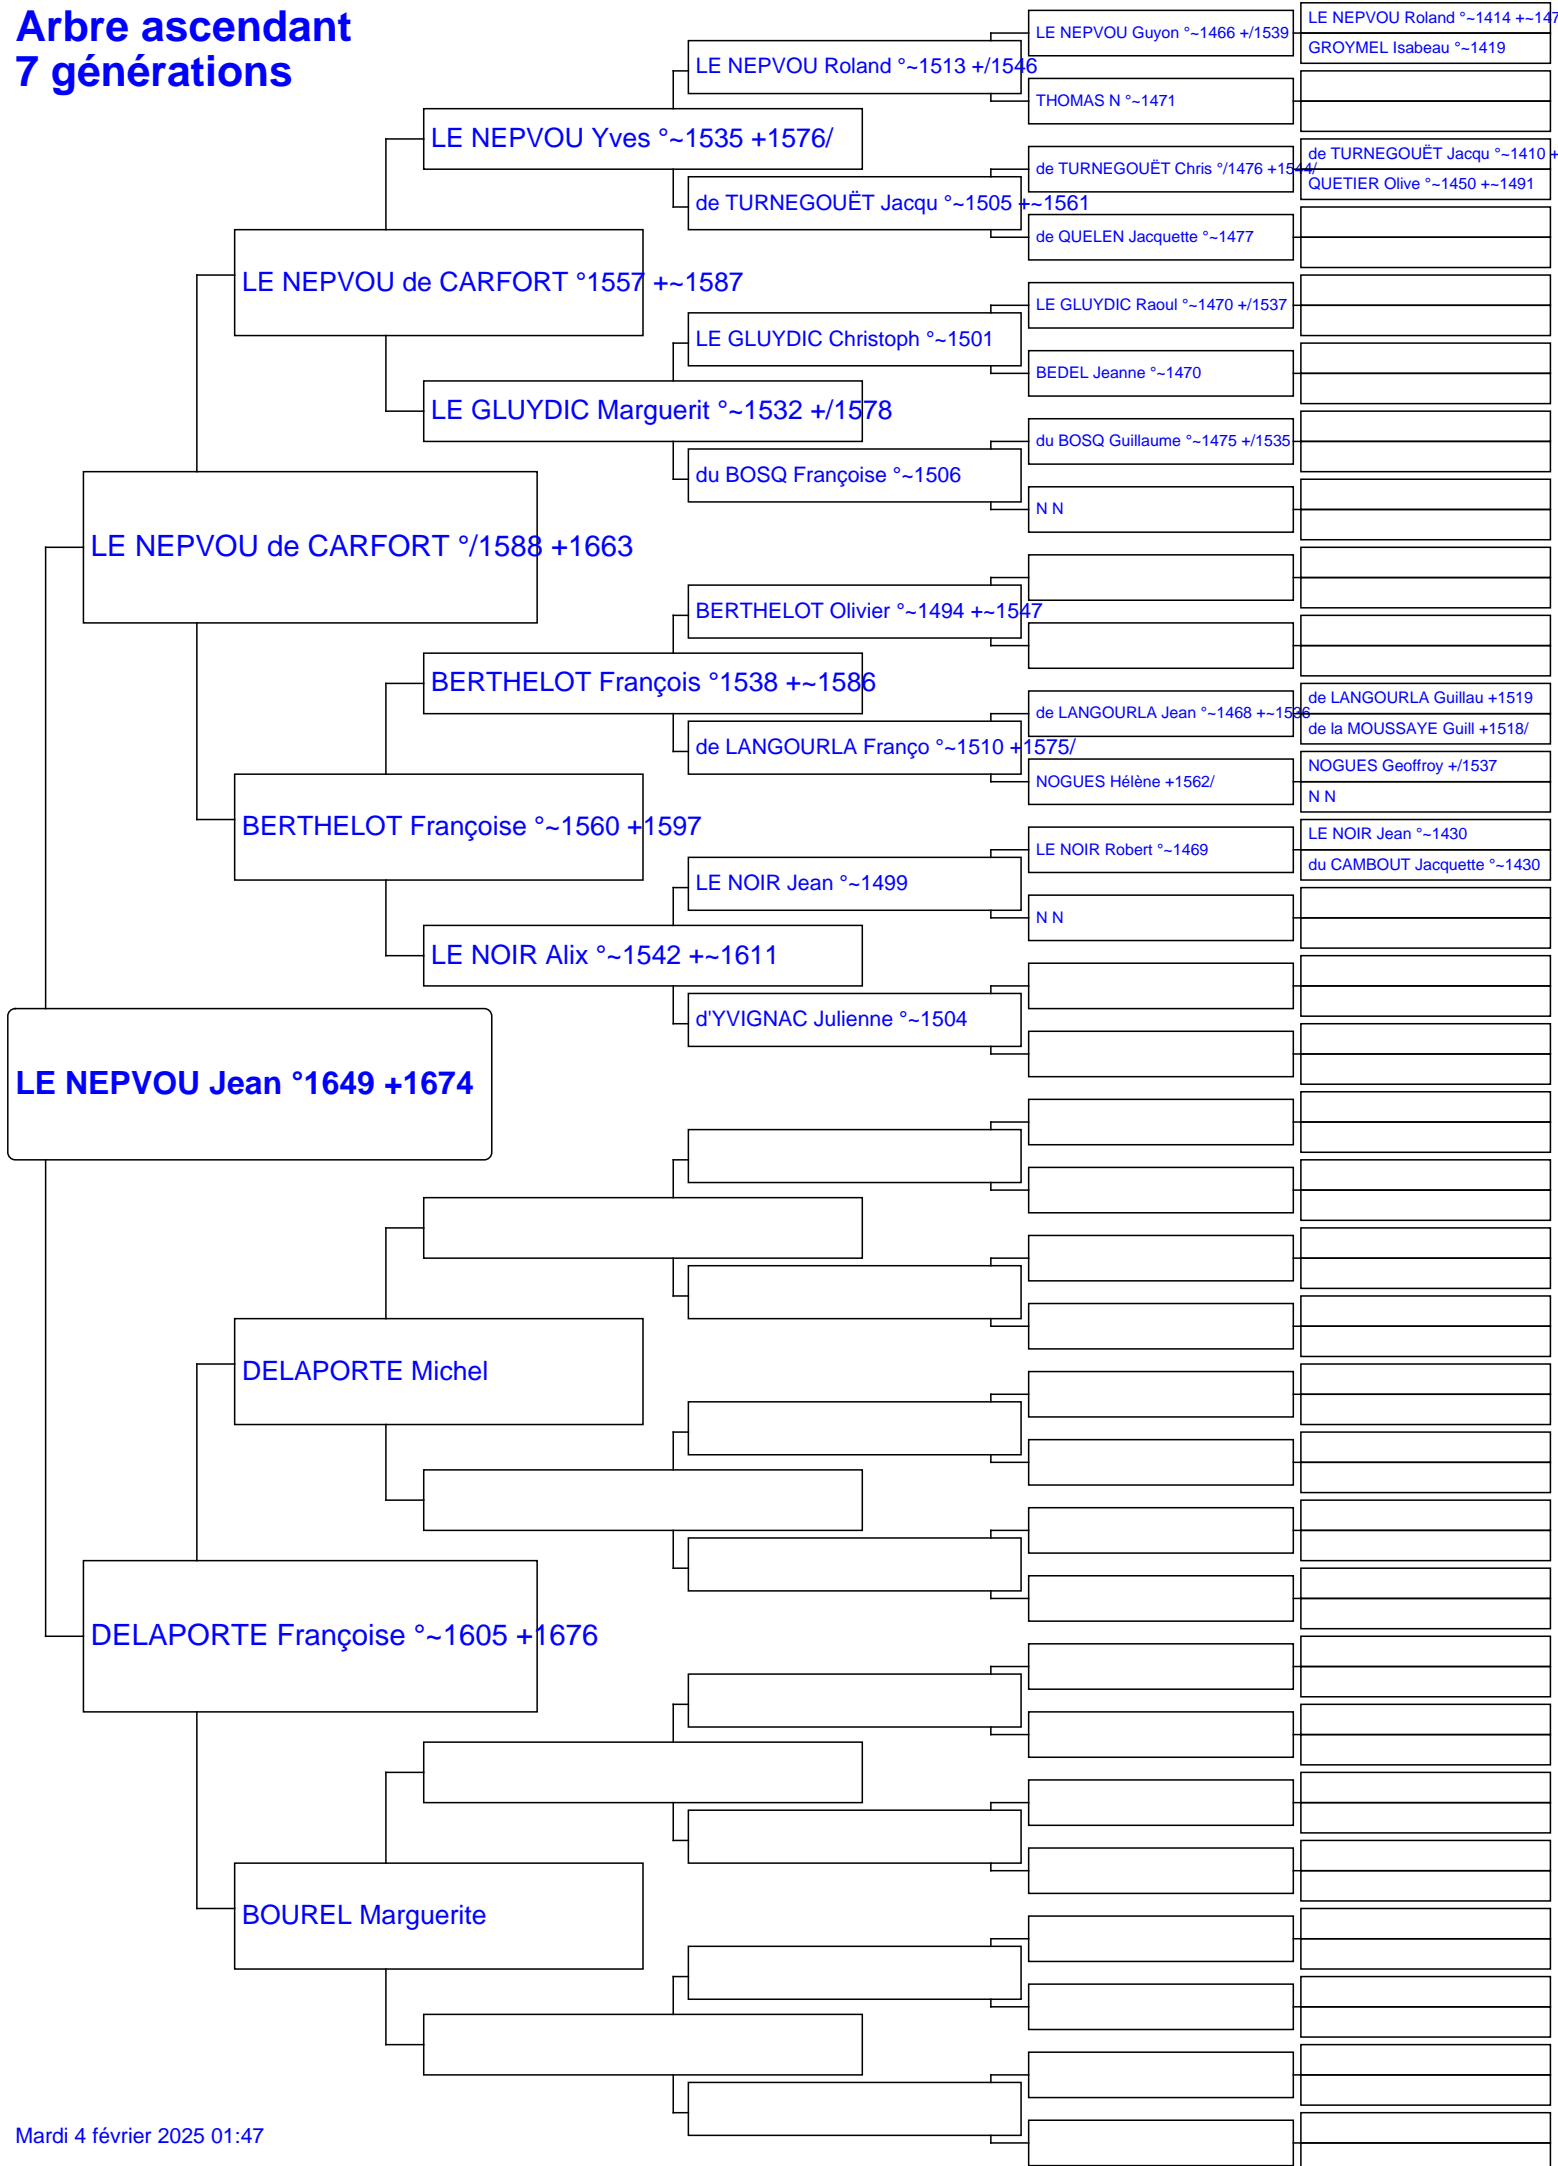 Arbre ascendant
7 générations
LE NEPVOU Jean °1649 +1674
LE NEPVOU de CARFORT °/1588 +1663
DELAPORTE Françoise °~1605 +1676
LE NEPVOU de CARFORT °1557 +~1587
BERTHELOT Françoise °~1560 +1597
DELAPORTE Michel
BOUREL Marguerite
LE NEPVOU Yves °~1535 +1576/
LE GLUYDIC Marguerit °~1532 +/1578
BERTHELOT François °1538 +~1586
LE NOIR Alix °~1542 +~1611
LE NEPVOU Roland °~1513 +/1546
de TURNEGOUËT Jacqu °~1505 +~1561
LE GLUYDIC Christoph °~1501
du BOSQ Françoise °~1506
BERTHELOT Olivier °~1494 +~1547
de LANGOURLA Franço °~1510 +1575/
LE NOIR Jean °~1499
d'YVIGNAC Julienne °~1504
LE NEPVOU Guyon °~1466 +/1539
THOMAS N °~1471
de TURNEGOUËT Chris °/1476 +1544/
de QUELEN Jacquette °~1477
LE GLUYDIC Raoul °~1470 +/1537
BEDEL Jeanne °~1470
du BOSQ Guillaume °~1475 +/1535
N N
de LANGOURLA Jean °~1468 +~1536
NOGUES Hélène +1562/
LE NOIR Robert °~1469
N N
LE NEPVOU Roland °~1414 +~147
GROYMEL Isabeau °~1419
de TURNEGOUËT Jacqu °~1410 +
QUETIER Olive °~1450 +~1491
de LANGOURLA Guillau +1519
de la MOUSSAYE Guill +1518/
NOGUES Geoffroy +/1537
N N
LE NOIR Jean °~1430
du CAMBOUT Jacquette °~1430
Mardi 4 février 2025 01:47